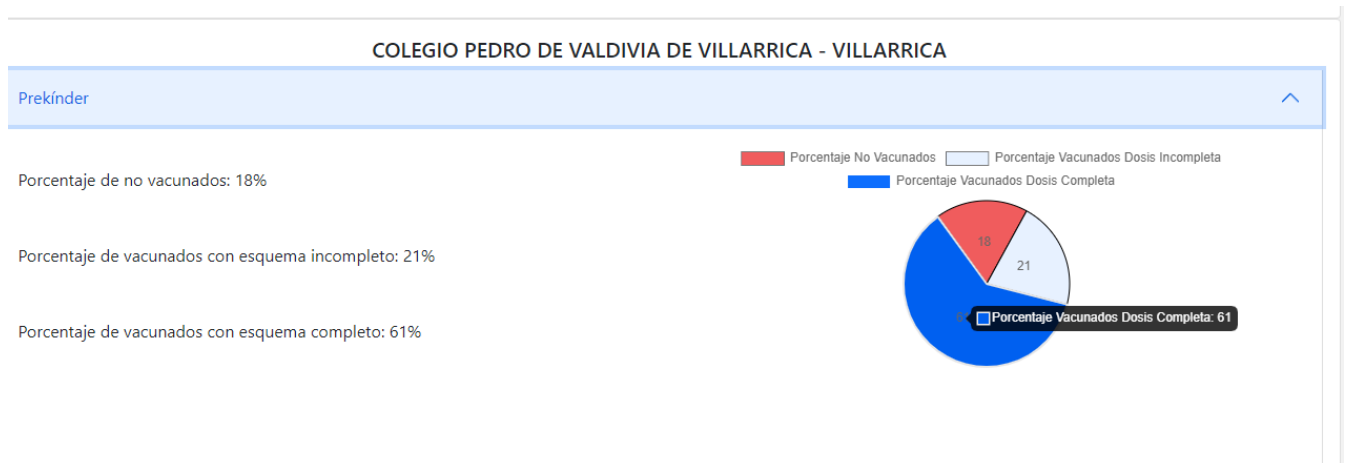 COLEGIO PEDRO DE VALDIVIA DE VILLARRICA - VILLARRICA
Prekínder
Porcentaje de no vacunados: 18%
Porcentaje de vacunados con esquema incompleto: 21%
Porcentaje de vacunados con esquema completo: 61%
Porcentaje No Vacunados Porcentaje Vacunados Dosis Incompleta
Porcentaje Vacunados Dosis Completa
18
21
Porcentaje Vacunados Dosis Completa: 61